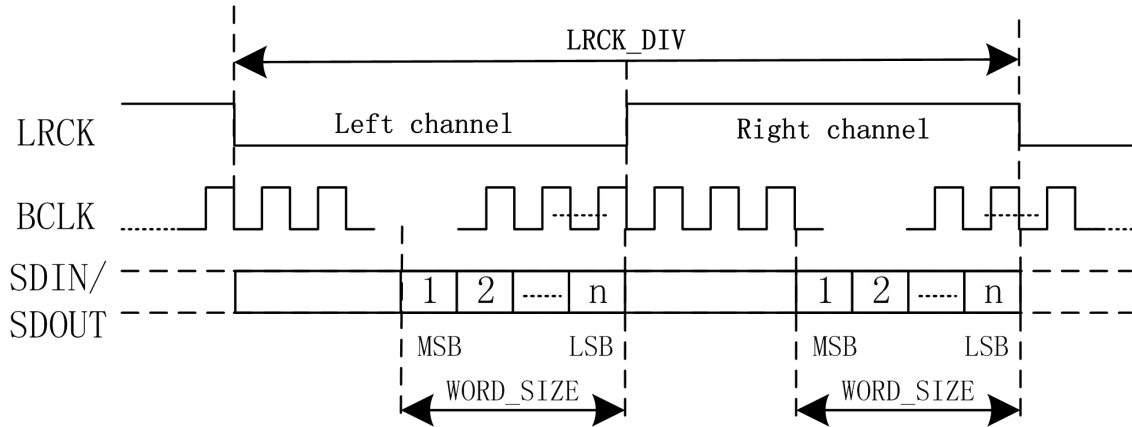 LRCK_DIV
LRCK
Left channel
Right channel
BCLK
SDIN/
SDOUT
1 2 n 1 2 n
MSB LSB MSB LSB
WORD_SIZE WORD_SIZE